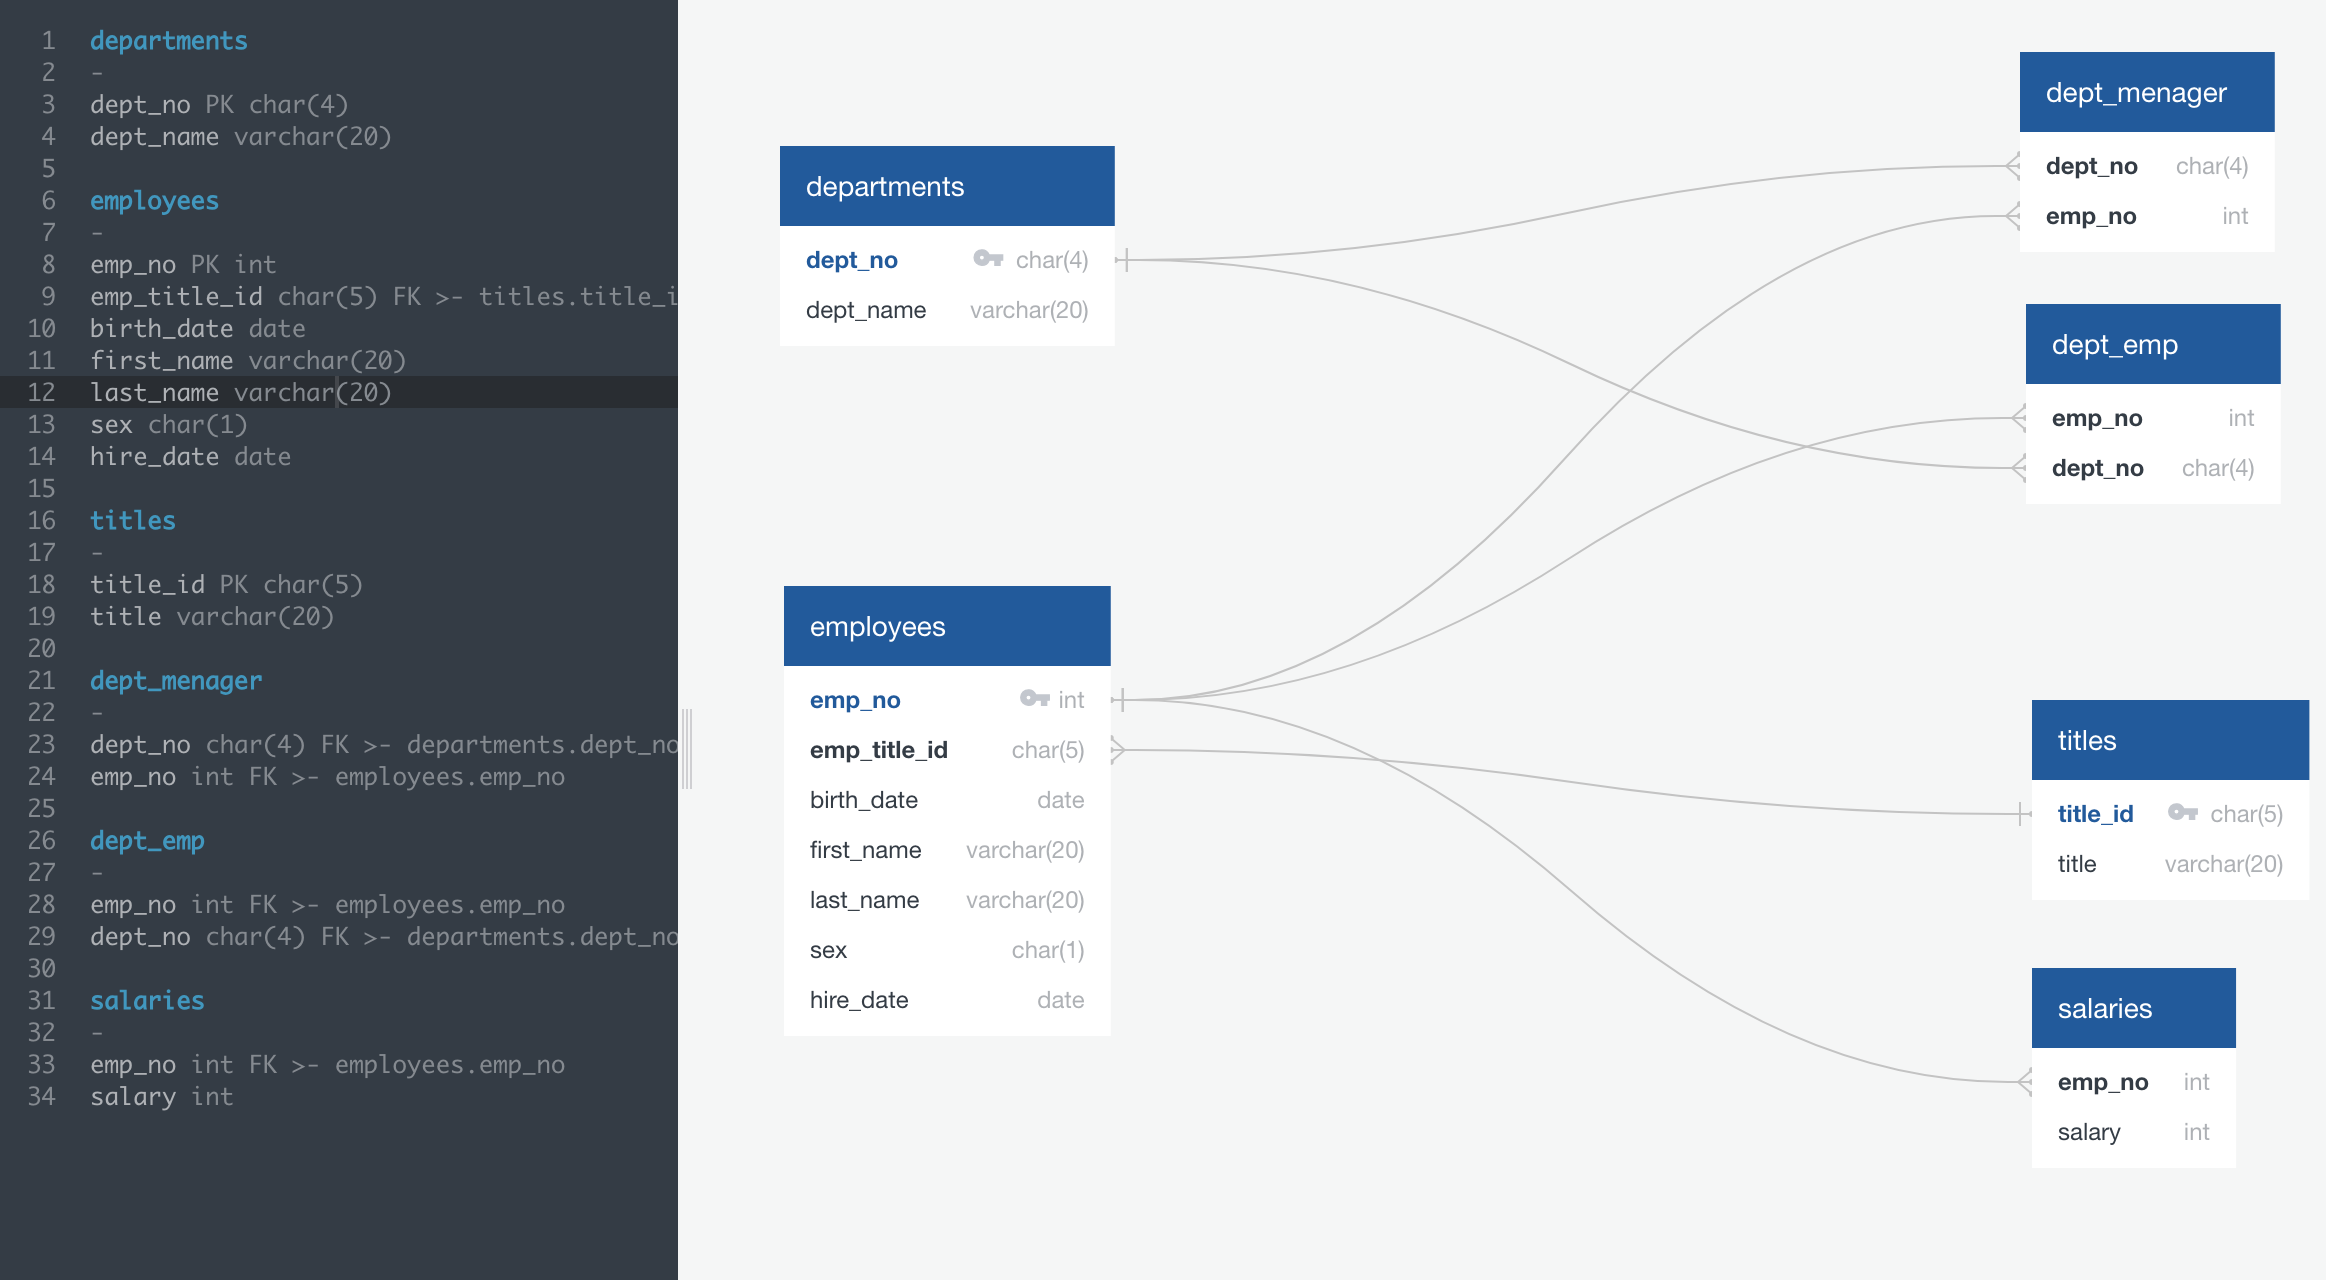 1 departments
2 -
3 dept_no PK char(4)
4 dept_name varchar(20)
5
6 employees
7 -
8 emp_no PK int
9 emp_title_id char(5) FK >- titles.title_i
10 birth_date date
11 first_name varchar(20)
12 last_name varchar(20)
13 sex char(1)
14 hire_date date
15
16 titles
17 -
18 title_id PK char(5)
19 title varchar(20)
20
21 dept_menager
22 -
23 dept_no char(4) FK >- departments.dept_no
24 emp_no int FK >- employees.emp_no
25
26 dept_emp
27 -
28 emp_no int FK >- employees.emp_no
29 dept_no char(4) FK >- departments.dept_no
30
31 salaries
32 -
33 emp_no int FK >- employees.emp_no
34 salary int
departments
dept_no char(4)
dept_name varchar(20)
employees
emp_no int
emp_title_id char(5)
birth_date date
first_name varchar(20)
last_name varchar(20)
sex char(1)
hire_date date
dept_menager
dept_no char(4)
emp_no int
dept_emp
emp_no int
dept_no char(4)
titles
title_id char(5)
title varchar(20)
salaries
emp_no int
salary int